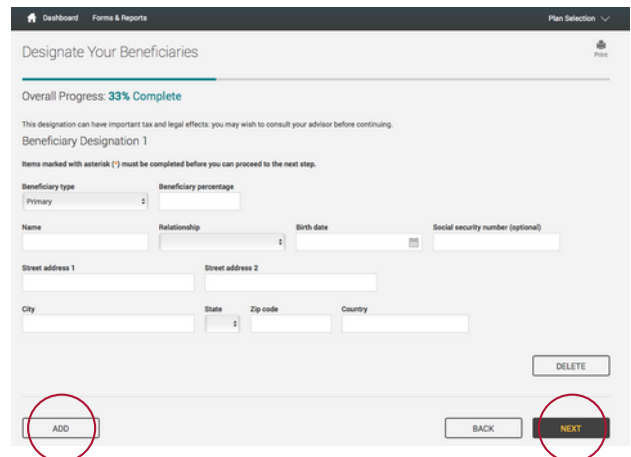 Dashboard Forms & Reports Plan Selection
Designate Your Beneficiaries
Print
Overall Progress: 33% Complete
This designation can have important tax and legal effects: you may wish to consult your advisor before continuing.
Beneficiary Designation 1
Items marked with asterisk (*) must be completed before you can proceed to the next step.
Beneficiary type Beneficiary percentage
Primary
Name Relationship Birth date Social security number (optional)
Street address 1 Street address 2
City State Zip code Country
DELETE
ADD BACK NEXT